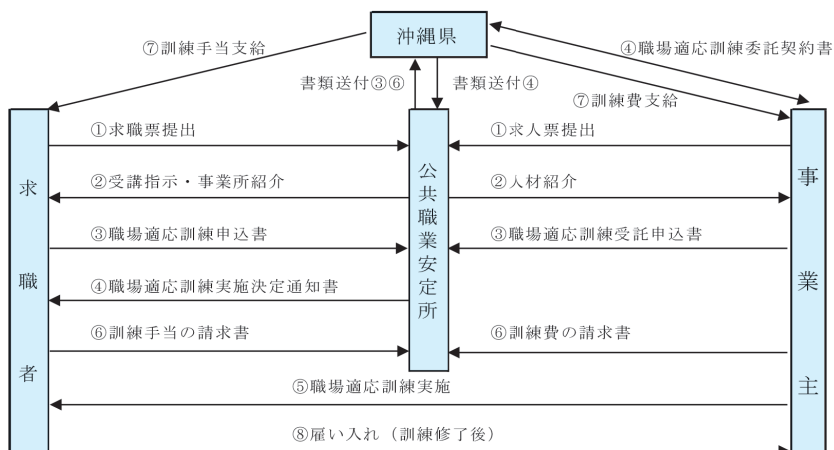 沖縄県
⑦訓練手当支給
④職場適応訓練委託契約書
書類送付③⑥
書類送付④
⑦訓練費支給
①求職票提出
①求人票提出
②受講指示・事業所紹介
②人材紹介
③職場適応訓練申込書
③職場適応訓練受託申込書
④職場適応訓練実施決定通知書
⑥訓練手当の請求書
⑥訓練費の請求書
⑤職場適応訓練実施
⑧雇い入れ（訓練修了後）
求職者
公共職業安定所
事業主